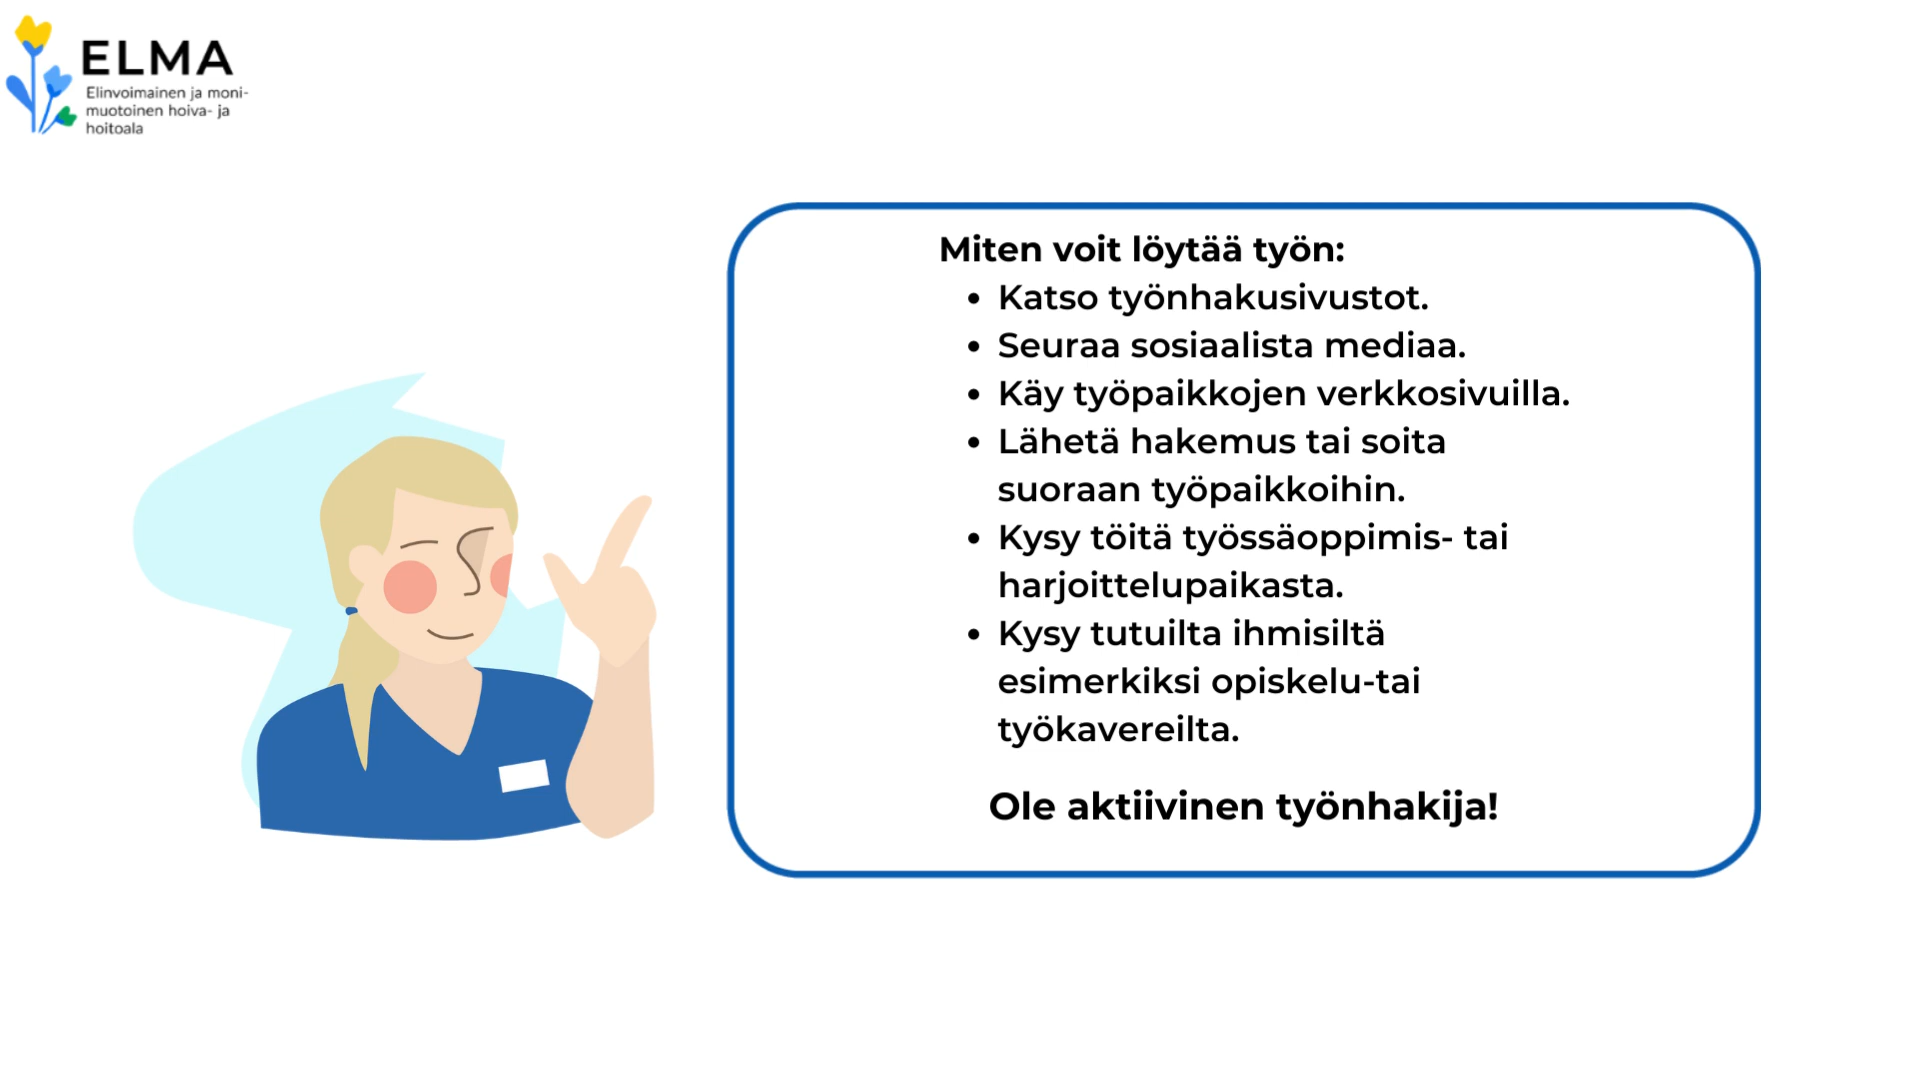 ELMA
Elinvoimainen ja moni-
muotoinen hoiva- ja
hoitoala
Miten voit löytää työn:
• Katso työnhakusivustot.
• Seuraa sosiaalista mediaa.
• Käy työpaikkojen verkkosivuilla.
• Lähetä hakemus tai soita
suoraan työpaikkoihin.
• Kysy töitä työssäoppimis- tai
harjoittelupaikasta.
• Kysy tutuilta ihmisiltä
esimerkiksi opiskelu-tai
työkavereilta.
Ole aktiivinen työnhakija!